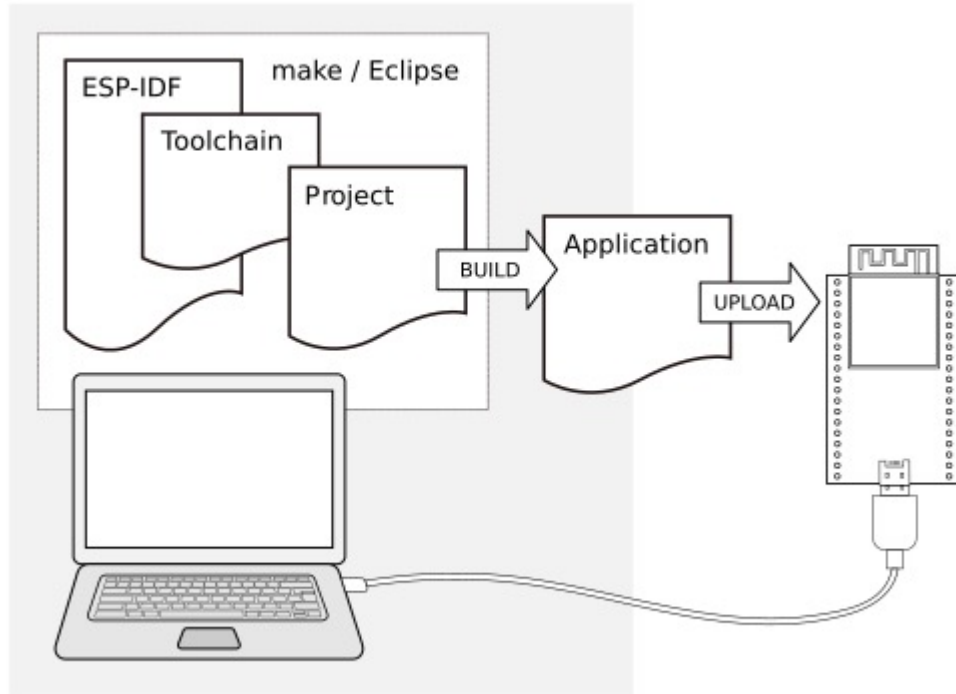 make / Eclipse
ESP-IDF
Toolchain
Project
BUILD
Application
UPLOAD